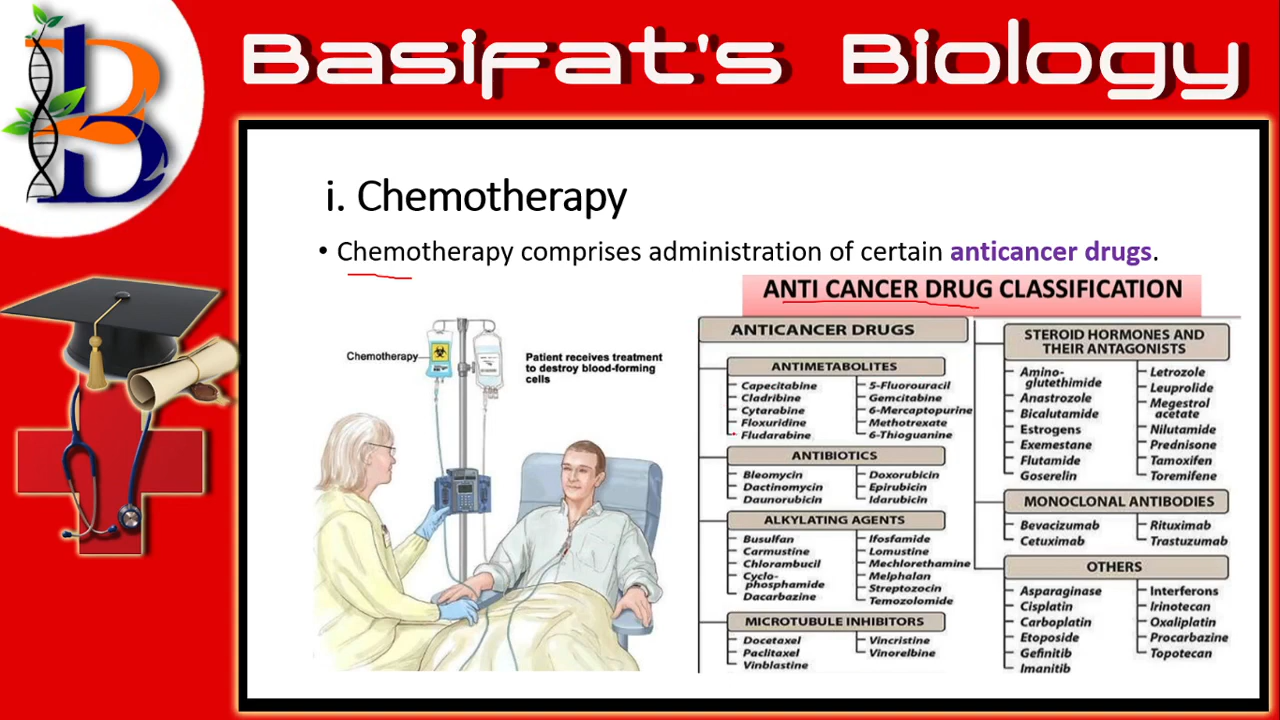 Basifat's Biology
B
i. Chemotherapy
• Chemotherapy comprises administration of certain anticancer drugs.
ANTI CANCER DRUG CLASSIFICATION
Chemotherapy
Patient receives treatment
to destroy blood-forming
cells
ANTICANCER DRUGS
ANTIMETABOLITES
Capecitabine
Cladribine
Cytarabine
Floxuridine
Fludarabine
5-Fluorouracil
Gemcitabine
6-Mercaptopurine
Methotrexate
6-Thioguanine
ANTIBIOTICS
Bleomycin
Dactinomycin
Daunorubicin
Doxorubicin
Epirubicin
Idarubicin
ALKYLATING AGENTS
Busulfan
Carmustine
Chlorambucil
Cyclo-
phosphamide
Dacarbazine
Ifosfamide
Lomustine
Mechlorethamine
Melphalan
Streptozocin
Temozolomide
MICROTUBULE INHIBITORS
Docetaxel
Paclitaxel
Vinblastine
Vincristine
Vinorelbine
STEROID HORMONES AND
THEIR ANTAGONISTS
Amino-
glutethimide
Anastrozole
Bicalutamide
Estrogens
Exemestane
Flutamide
Goserelin
Letrozole
Leuprolide
Megestrol
acetate
Nilutamide
Prednisone
Tamoxifen
Toremifene
MONOCLONAL ANTIBODIES
Bevacizumab
Cetuximab
Rituximab
Trastuzumab
OTHERS
Asparaginase
Cisplatin
Carboplatin
Etoposide
Gefinitib
Imanitib
Interferons
Irinotecan
Oxaliplatin
Procarbazine
Topotecan